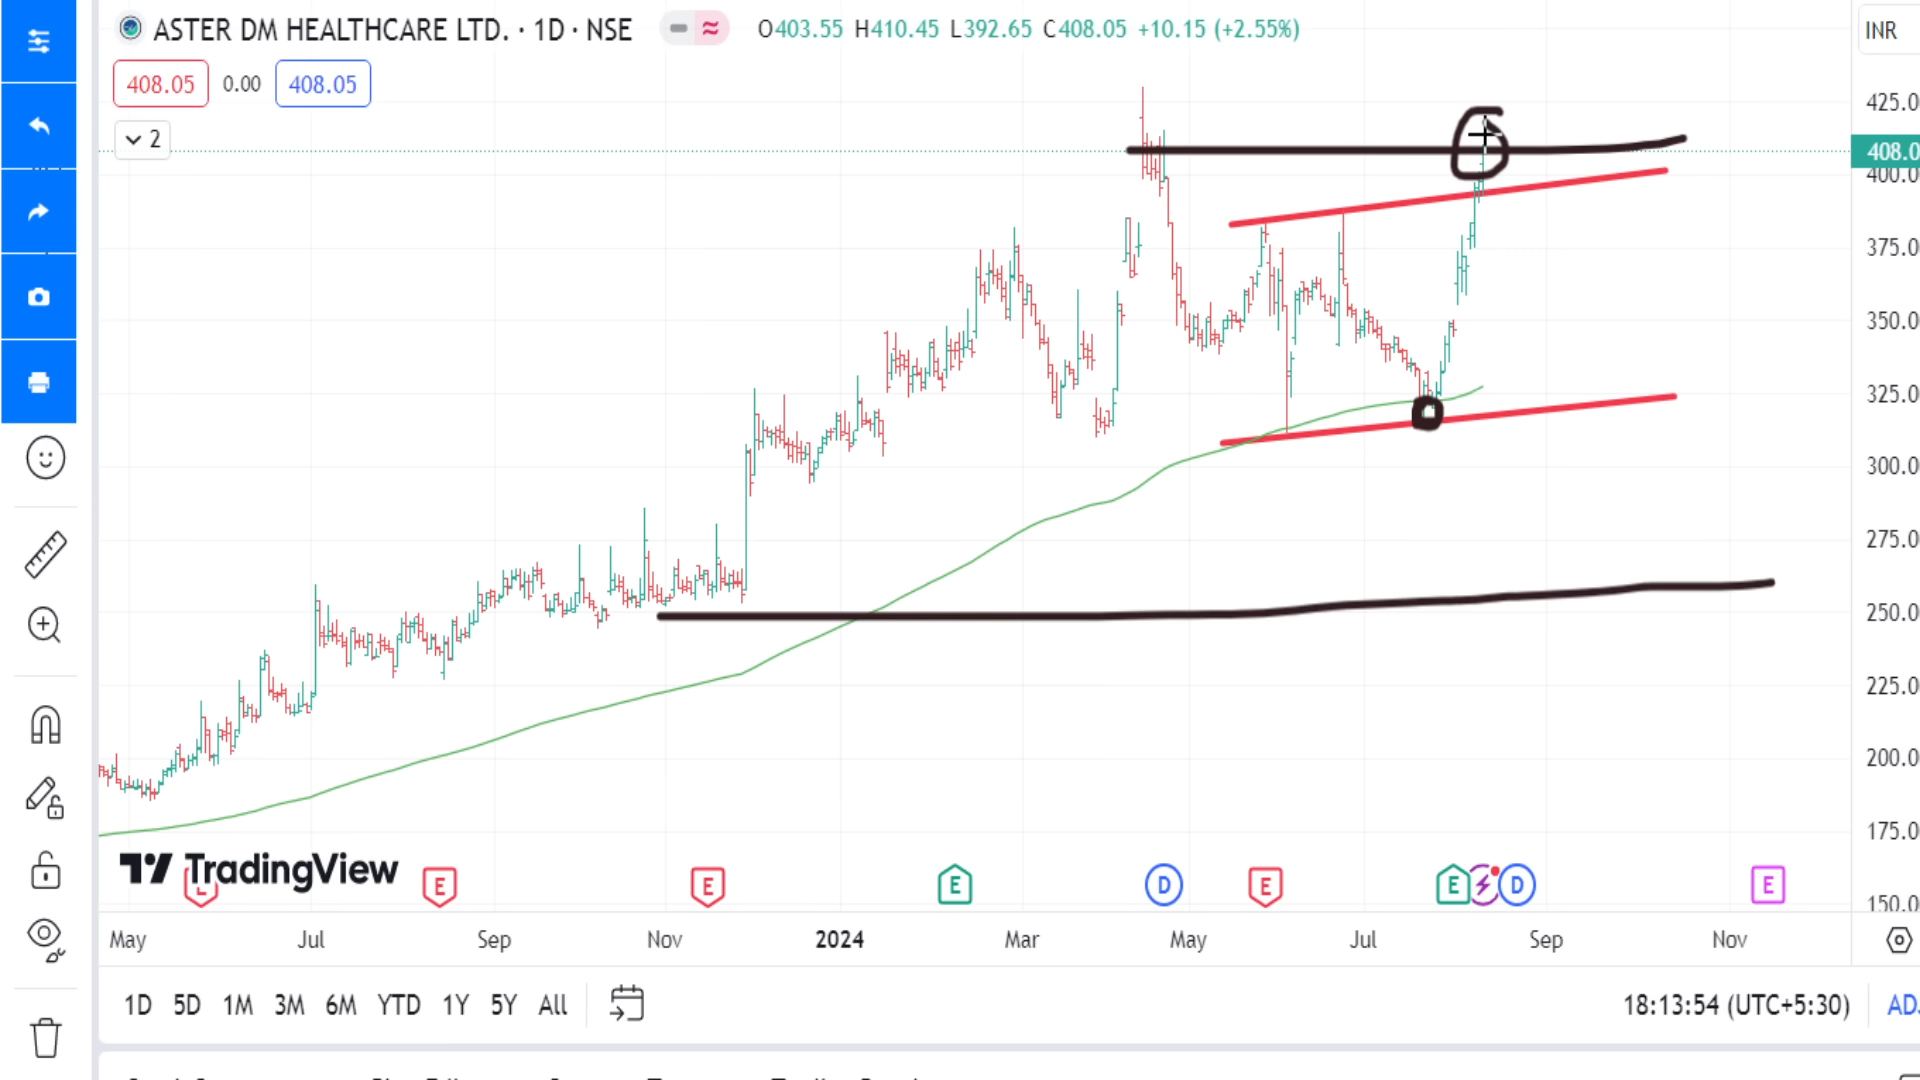 ASTER DM HEALTHCARE LTD. · 1D · NSE
O403.55 H410.45 L392.65 C408.05 +10.15 (+2.55%)
INR
408.05 0.00 408.05
2
425.0
408.0
400.0
375.0
350.0
325.0
300.0
275.0
250.0
225.0
200.0
175.0
150.0
TradingView
E E E D E E D E
May Jul Sep Nov 2024 Mar May Jul Sep Nov
1D 5D 1M 3M 6M YTD 1Y 5Y All
18:13:54 (UTC+5:30)